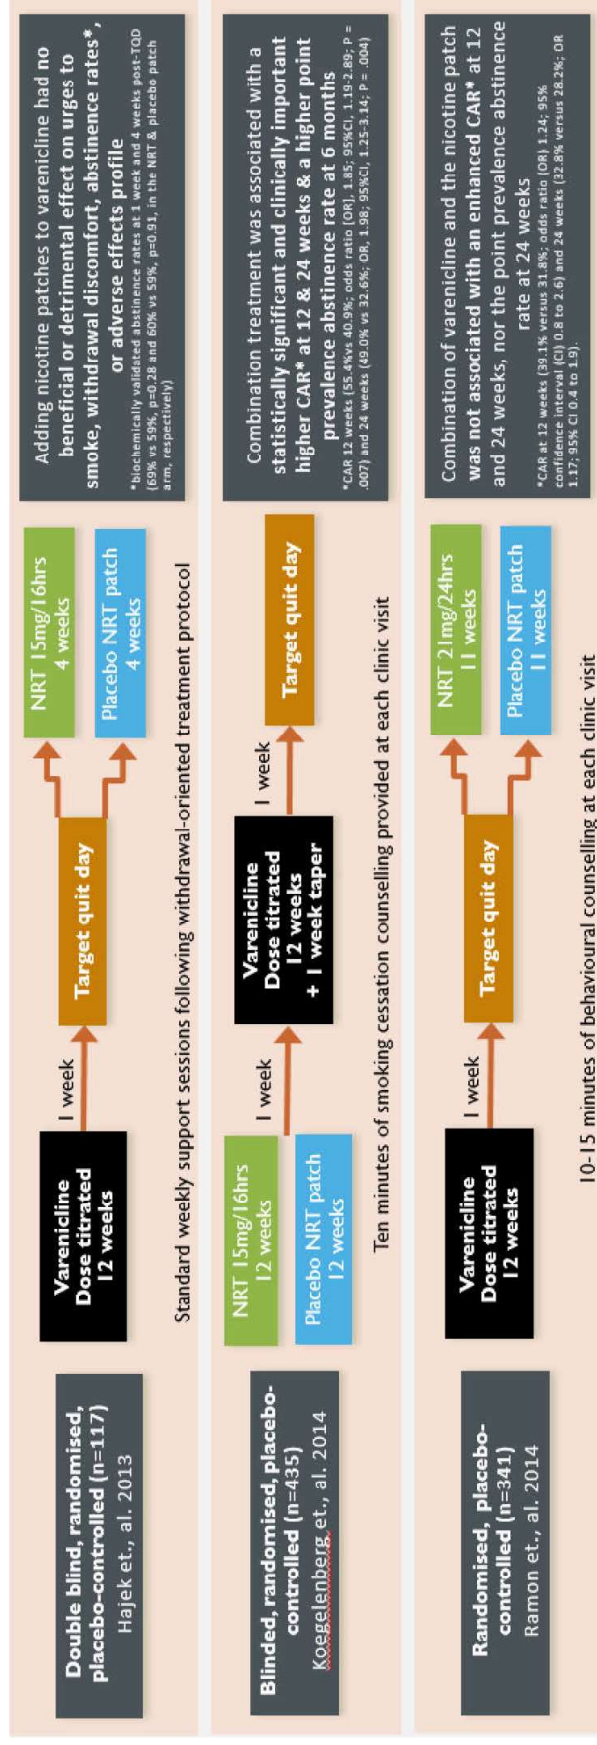 Double blind, randomised,
placebo-controlled (n=117)
Hajek et., al. 2013
Varenicline
Dose titrated
12 weeks
1 week
Target quit day
NRT 15mg/16hrs
4 weeks
Placebo NRT patch
4 weeks
Adding nicotine patches to varenicline had no
beneficial or detrimental effect on urges to
smoke, withdrawal discomfort, abstinence rates*,
or adverse effects profile
*biochemically validated abstinence rates at 1 week and 4 weeks post-TQD
(69% vs 59%, p=0.28 and 60% vs 59%, p=0.91, in the NRT & placebo patch
arm, respectively)
Standard weekly support sessions following withdrawal-oriented treatment protocol
Blinded, randomised, placebo-
controlled (n=435)
Koegelenberg et., al. 2014
NRT 15mg/16hrs
12 weeks
Placebo NRT patch
12 weeks
1 week
Varenicline
Dose titrated
12 weeks
+ 1 week taper
1 week
Target quit day
Combination treatment was associated with a
statistically significant and clinically important
higher CAR* at 12 & 24 weeks & a higher point
prevalence abstinence rate at 6 months
*CAR 12 weeks (55.4%vs 40.9%; odds ratio [OR], 1.85; 95%CI, 1.19-2.89; P =
.007) and 24 weeks (49.0% vs 32.6%; OR, 1.98; 95%CI, 1.25-3.14; P = .004)
Ten minutes of smoking cessation counselling provided at each clinic visit
Randomised, placebo-
controlled (n=341)
Ramon et., al. 2014
Varenicline
Dose titrated
12 weeks
1 week
Target quit day
NRT 21mg/24hrs
11 weeks
Placebo NRT patch
11 weeks
Combination of varenicline and the nicotine patch
was not associated with an enhanced CAR* at 12
and 24 weeks, nor the point prevalence abstinence
rate at 24 weeks
*CAR at 12 weeks (39.1% versus 31.8%; odds ratio (OR) 1.24; 95%
confidence interval (CI) 0.8 to 2.6) and 24 weeks (32.8% versus 28.2%; OR
1.17; 95% CI 0.4 to 1.9).
10-15 minutes of behavioural counselling at each clinic visit